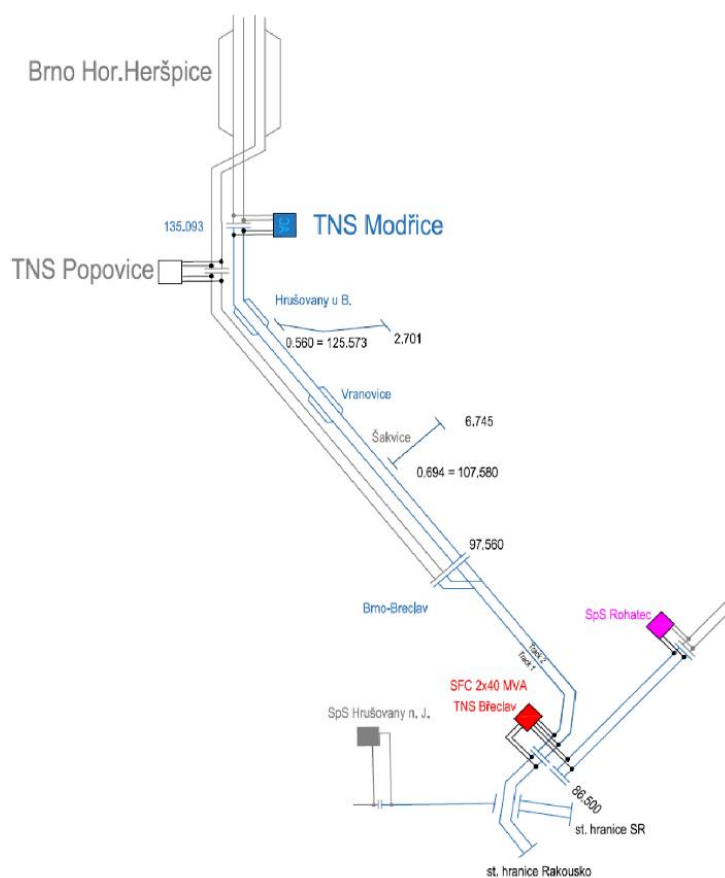 Brno Hor.Heršpice
135.093
AC
TNS Modřice
TNS Popovice
Hrušovany u B.
0.560 = 125.573
2.701
Vranovice
6.745
Šakvice
0.694 = 107,580
97,560
Brno-Breclav
SpS Rohatec
Track 2
Track 1
SFC 2x40 MVA
TNS Břeclav
SpS Hrušovany n. J.
86.500
st. hranice SR
st. hranice Rakousko